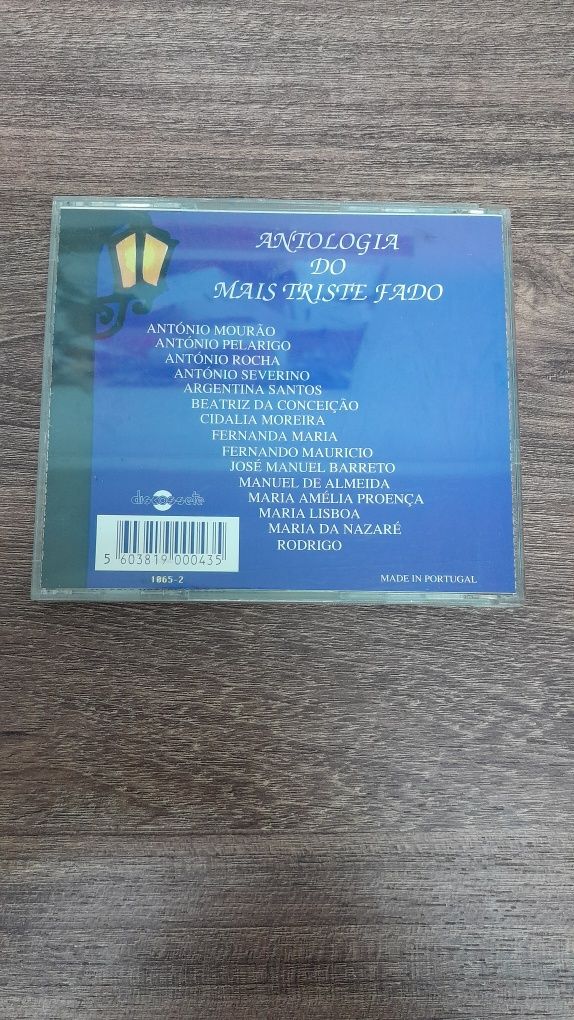 ANTOLOGIA
DO
MAIS TRISTE FADO
ANTÓNIO MOURÃO
ANTÓNIO PELARIGO
ANTÓNIO ROCHA
ANTÓNIO SEVERINO
ARGENTINA SANTOS
BEATRIZ DA CONCEIÇÃO
CIDALIA MOREIRA
FERNANDA MARIA
FERNANDO MAURICIO
JOSÉ MANUEL BARRETO
MANUEL DE ALMEIDA
MARIA AMÉLIA PROENÇA
MARIA LISBOA
MARIA DA NAZARÉ
RODRIGO
discossete
5 603819 000435
1065-2
MADE IN PORTUGAL